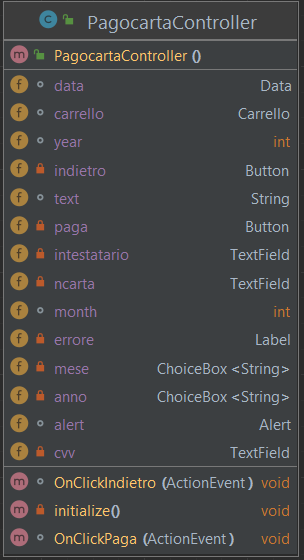 PagocartaController
PagocartaController ()
data Data
carrello Carrello
year int
indietro Button
text String
paga Button
intestatario TextField
ncarta TextField
month int
errore Label
mese ChoiceBox <String>
anno ChoiceBox <String>
alert Alert
cvv TextField
OnClickIndietro (ActionEvent) void
initialize() void
OnClickPaga (ActionEvent) void